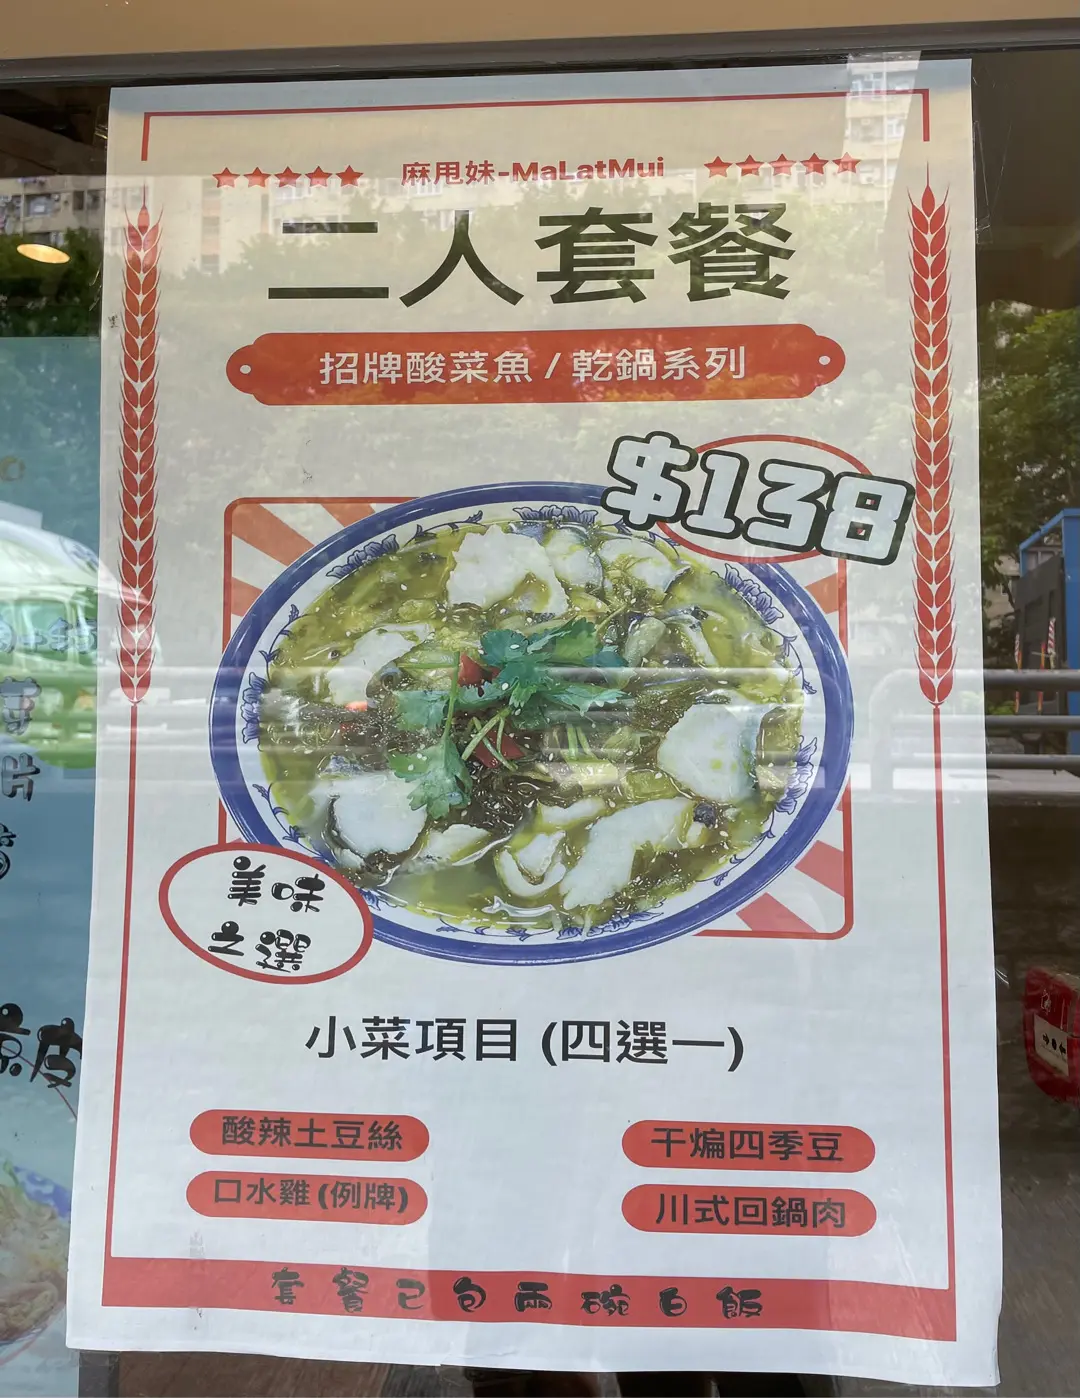 麻甩妹-MaLatMui
二人套餐
招牌酸菜魚 / 乾鍋系列
$138
美味
之選
小菜項目 (四選一)
酸辣土豆絲
干煸四季豆
口水雞 (例牌)
川式回鍋肉
套餐已包兩碗白飯
片
涼皮